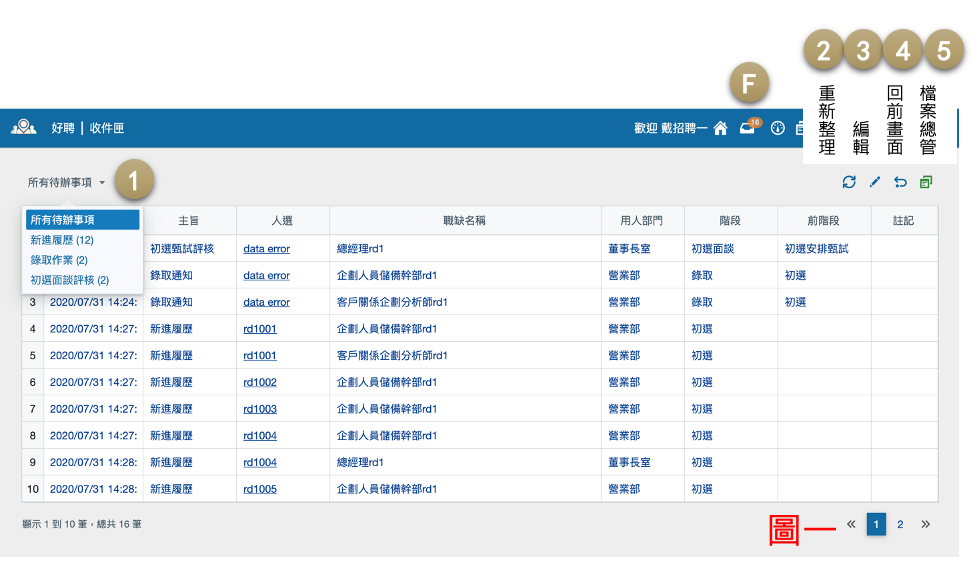 2 3 4 5
F
重新整理 編輯 回前畫面 檔案總管
好聘 | 收件匣
歡迎 戴招聘一
16
所有待辦事項
1
所有待辦事項
新進履歷 (12)
錄取作業 (2)
初選面談評核 (2)
主旨 人選 職缺名稱 用人部門 階段 前階段 註記
初選甄試評核 data error 總經理rd1 董事長室 初選面談 初選安排甄試
錄取通知 data error 企劃人員儲備幹部rd1 營業部 錄取 初選
3 2020/07/31 14:24: 錄取通知 data error 客戶關係企劃分析師rd1 營業部 錄取 初選
4 2020/07/31 14:27: 新進履歷 rd1001 企劃人員儲備幹部rd1 營業部 初選
5 2020/07/31 14:27: 新進履歷 rd1001 客戶關係企劃分析師rd1 營業部 初選
6 2020/07/31 14:27: 新進履歷 rd1002 企劃人員儲備幹部rd1 營業部 初選
7 2020/07/31 14:27: 新進履歷 rd1003 企劃人員儲備幹部rd1 營業部 初選
8 2020/07/31 14:27: 新進履歷 rd1004 企劃人員儲備幹部rd1 營業部 初選
9 2020/07/31 14:28: 新進履歷 rd1004 總經理rd1 董事長室 初選
10 2020/07/31 14:28: 新進履歷 rd1005 企劃人員儲備幹部rd1 營業部 初選
顯示 1 到 10 筆，總共 16 筆
圖一
« 1 2 »